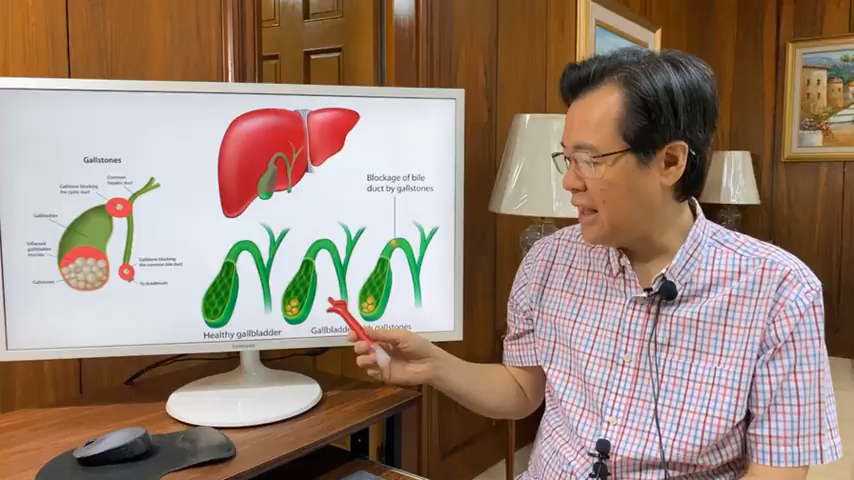 Gallstones
Gallstone blocking
the cystic duct
Common
hepatic duct
Gallbladder
Inflamed
gallbladder
mucosa
Gallstones
Gallstone blocking
the common bile duct
To duodenum
Blockage of bile
duct by gallstones
Healthy gallbladder
Gallbladder with gallstones
SAMSUNG